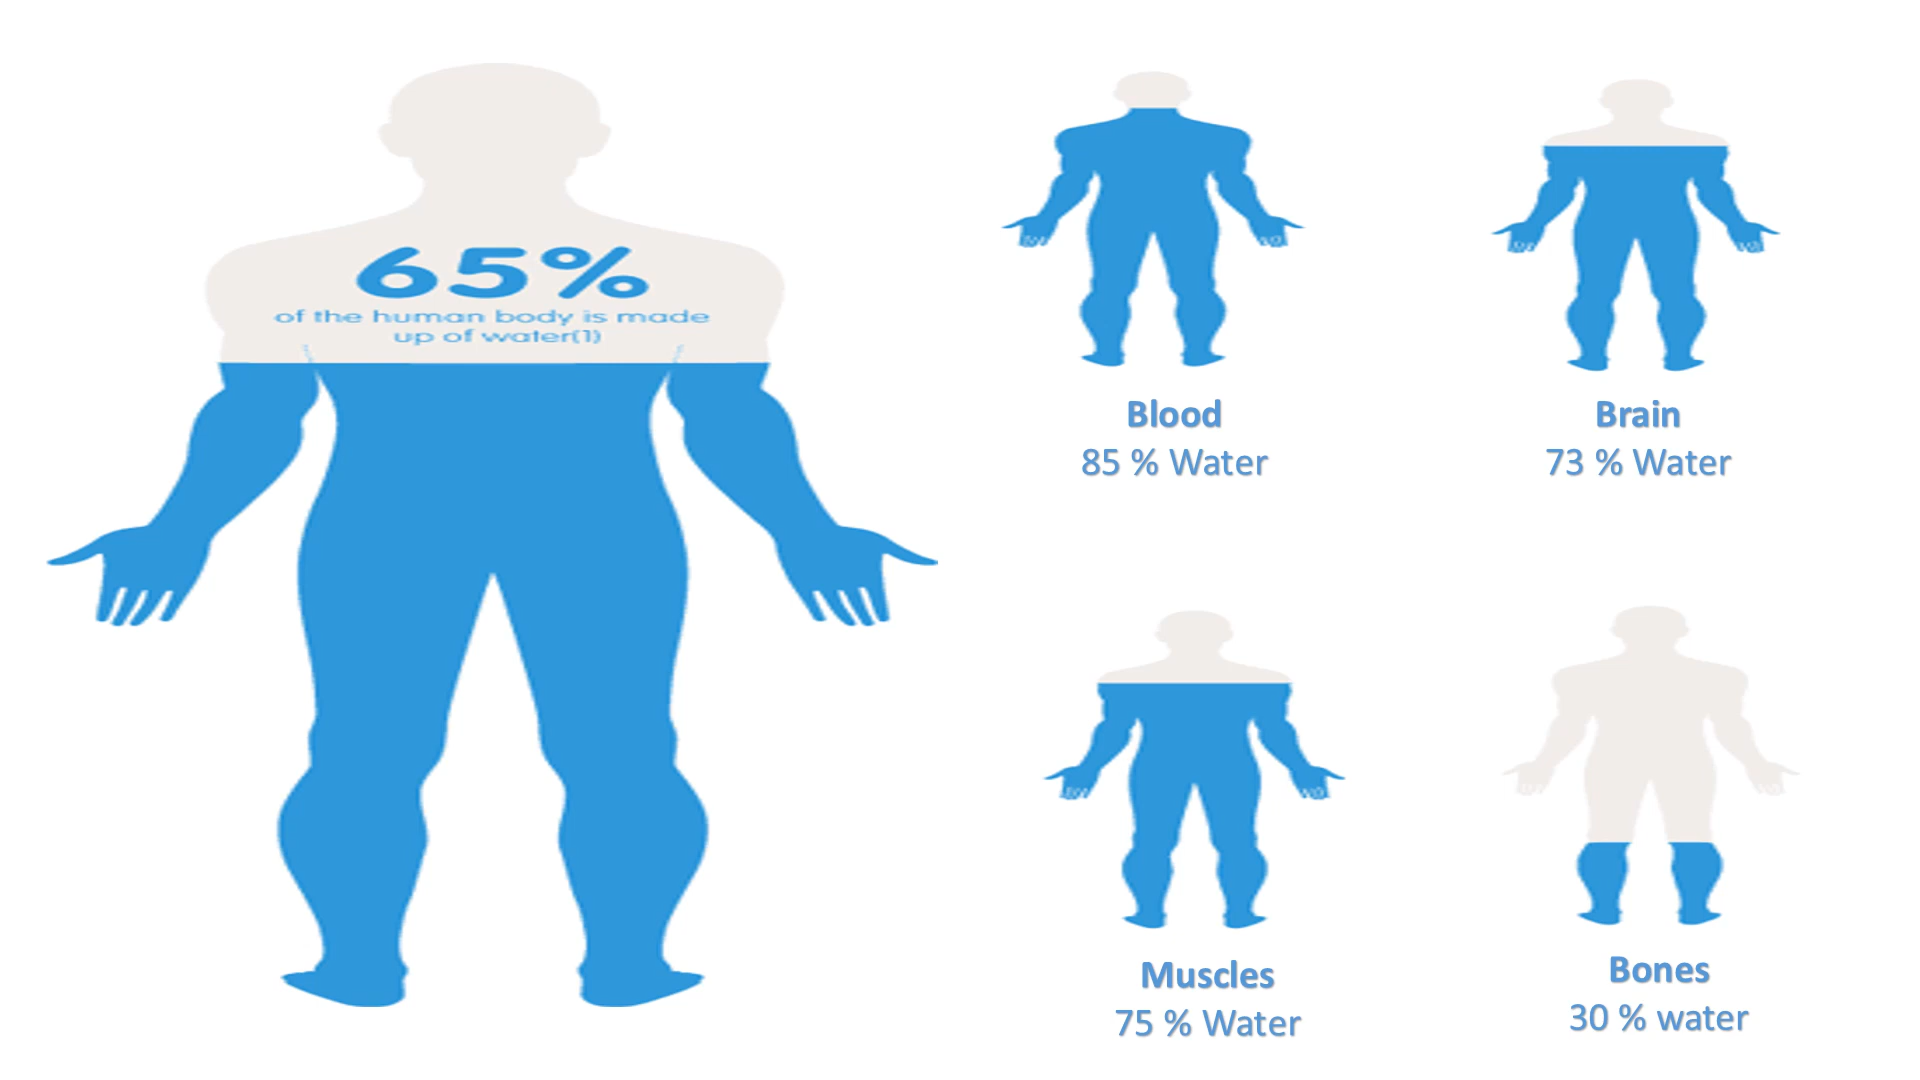 65%
of the human body is made
up of water(1)
Blood
85 % Water
Brain
73 % Water
Muscles
75 % Water
Bones
30 % water